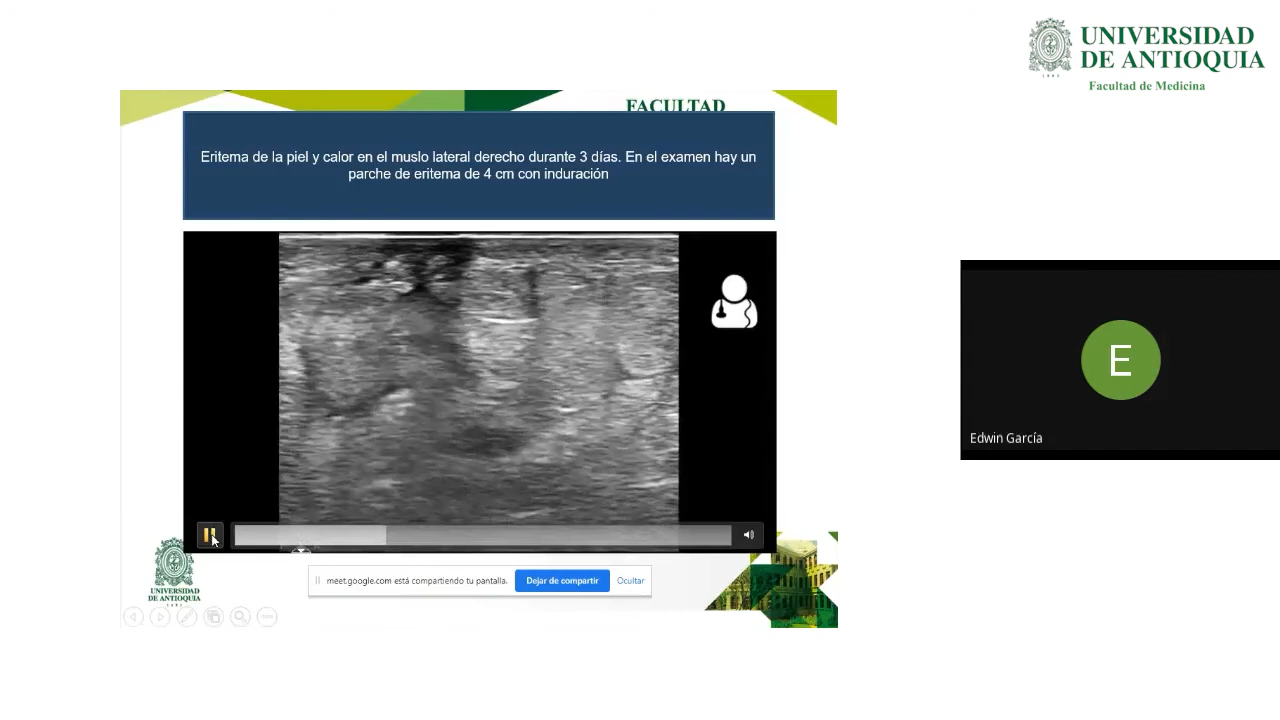 UNIVERSIDAD
DE ANTIOQUIA
1803
Facultad de Medicina
FACULTAD
Eritema de la piel y calor en el muslo lateral derecho durante 3 días. En el examen hay un
parche de eritema de 4 cm con induración
E
Edwin García
UNIVERSIDAD
DE ANTIOQUIA
meet.google.com está compartiendo tu pantalla.
Dejar de compartir
Ocultar